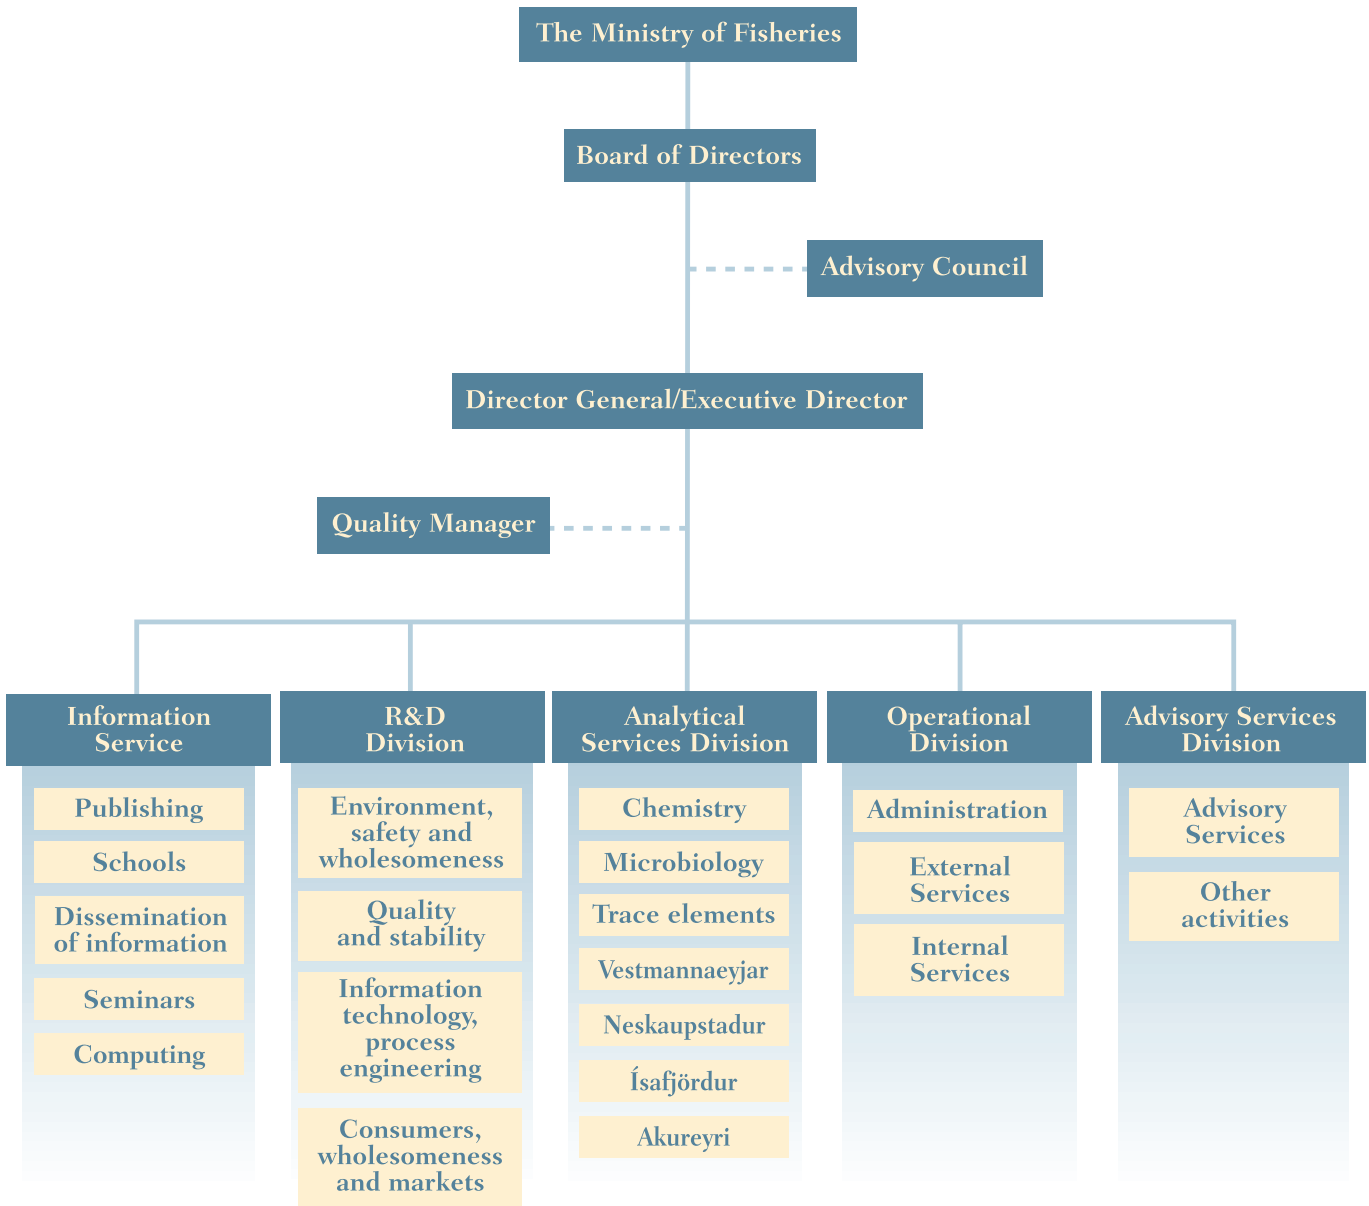 The Ministry of Fisheries
Board of Directors
Advisory Council
Director General/Executive Director
Quality Manager
Information
Service
Publishing
Schools
Dissemination
of information
Seminars
Computing
R&D
Division
Environment,
safety and
wholesomeness
Quality
and stability
Information
technology,
process
engineering
Consumers,
wholesomeness
and markets
Analytical
Services Division
Chemistry
Microbiology
Trace elements
Vestmannaeyjar
Neskaupstadur
Ísafjördur
Akureyri
Operational
Division
Administration
External
Services
Internal
Services
Advisory Services
Division
Advisory
Services
Other
activities